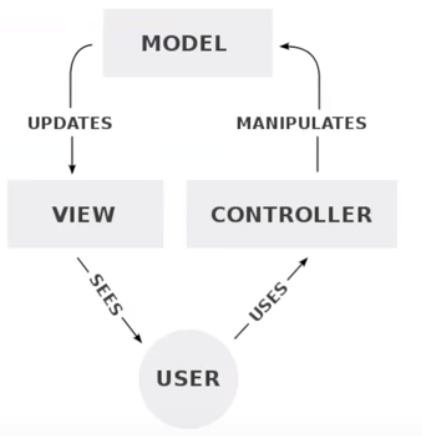 MODEL
UPDATES
MANIPULATES
VIEW
CONTROLLER
SEES
USES
USER